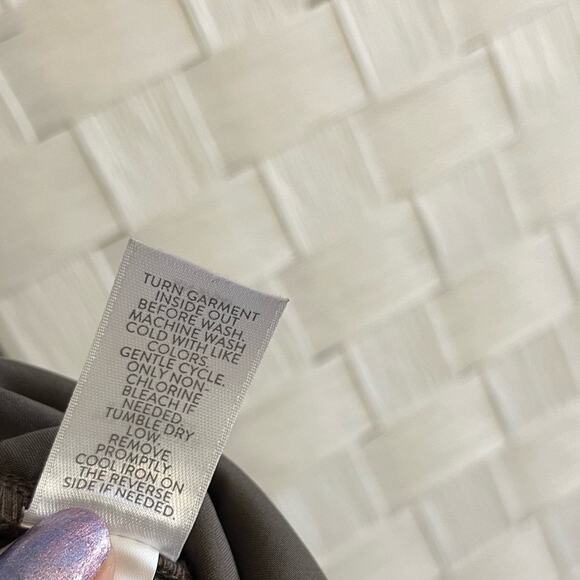 TURN GARMENT
INSIDE OUT
BEFORE WASH,
MACHINE WASH
COLD WITH LIKE
COLORS.
GENTLE CYCLE.
ONLY NON-
CHLORINE
BLEACH IF
NEEDED.
TUMBLE DRY
LOW.
REMOVE
PROMPTLY.
COOL IRON ON
THE REVERSE
SIDE IF NEEDED.